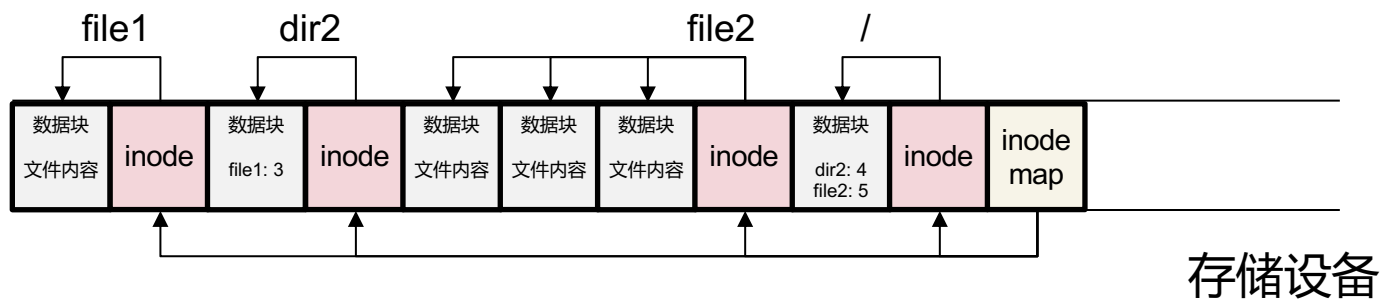 file1
dir2
file2
/
数据块
文件内容
inode
数据块
file1: 3
inode
数据块
文件内容
数据块
文件内容
数据块
文件内容
inode
数据块
dir2: 4
file2: 5
inode
inode
map
存储设备